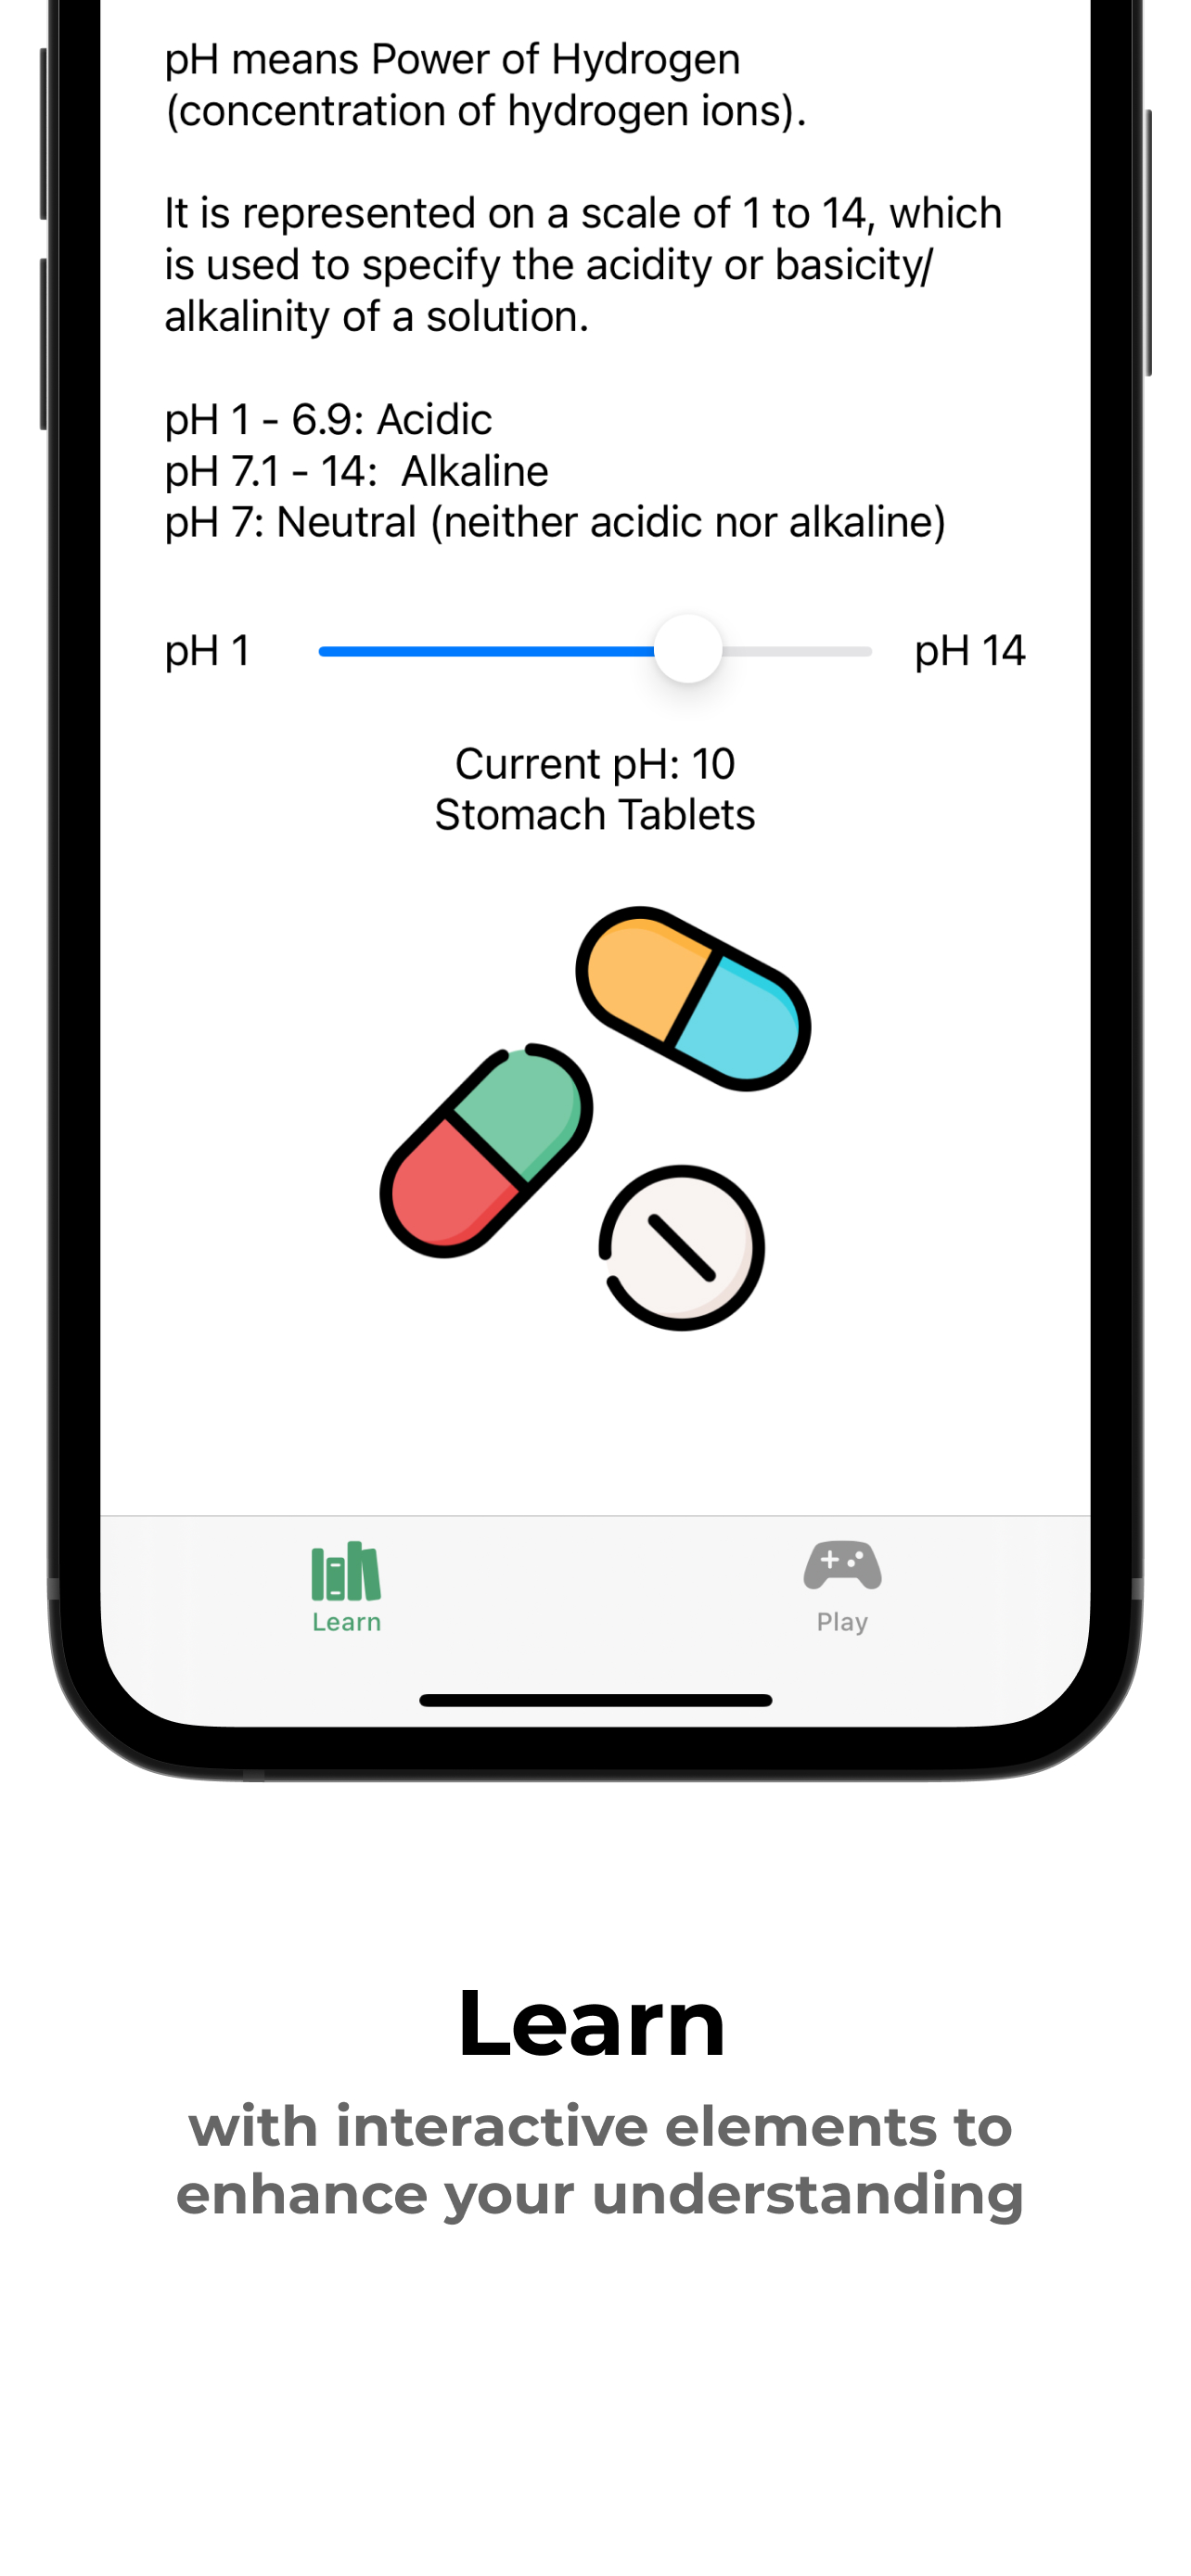 pH means Power of Hydrogen
(concentration of hydrogen ions).
It is represented on a scale of 1 to 14, which
is used to specify the acidity or basicity/
alkalinity of a solution.
pH 1 - 6.9: Acidic
pH 7.1 - 14:  Alkaline
pH 7: Neutral (neither acidic nor alkaline)
pH 1 pH 14
Current pH: 10
Stomach Tablets
Learn Play
Learn
with interactive elements to
enhance your understanding